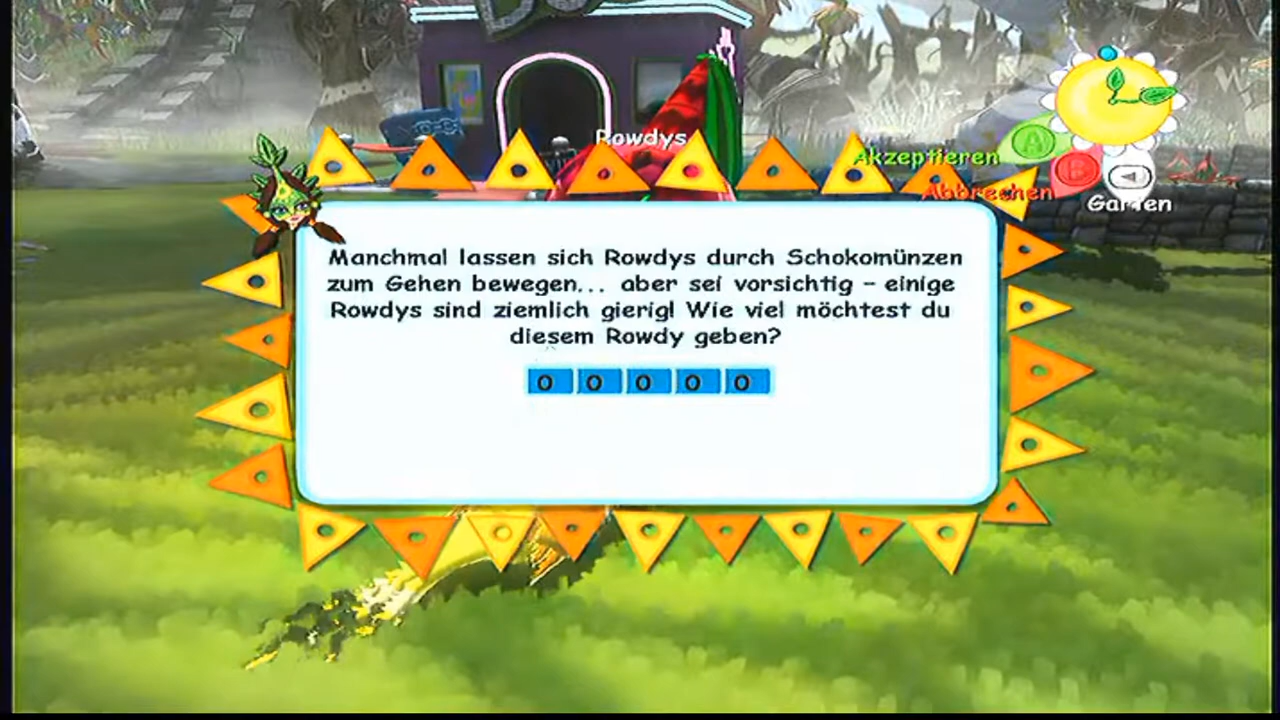 Rowdys
Akzeptieren
A
Abbrechen
B
Garten
Manchmal lassen sich Rowdys durch Schokomünzen
zum Gehen bewegen... aber sei vorsichtig – einige
Rowdys sind ziemlich gierig! Wie viel möchtest du
diesem Rowdy geben?
0 0 0 0 0